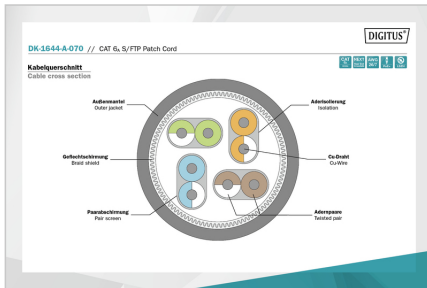 DIGITUS®
DK-1644-A-070 // CAT 6A S/FTP Patch Cord
Kabelquerschnitt
Cable cross section
Außenmantel
Outer jacket
Aderisolierung
Isolation
Geflechtschirmung
Braid shield
Cu-Draht
Cu-Wire
Paarabschirmung
Pair screen
Adernpaare
Twisted pair